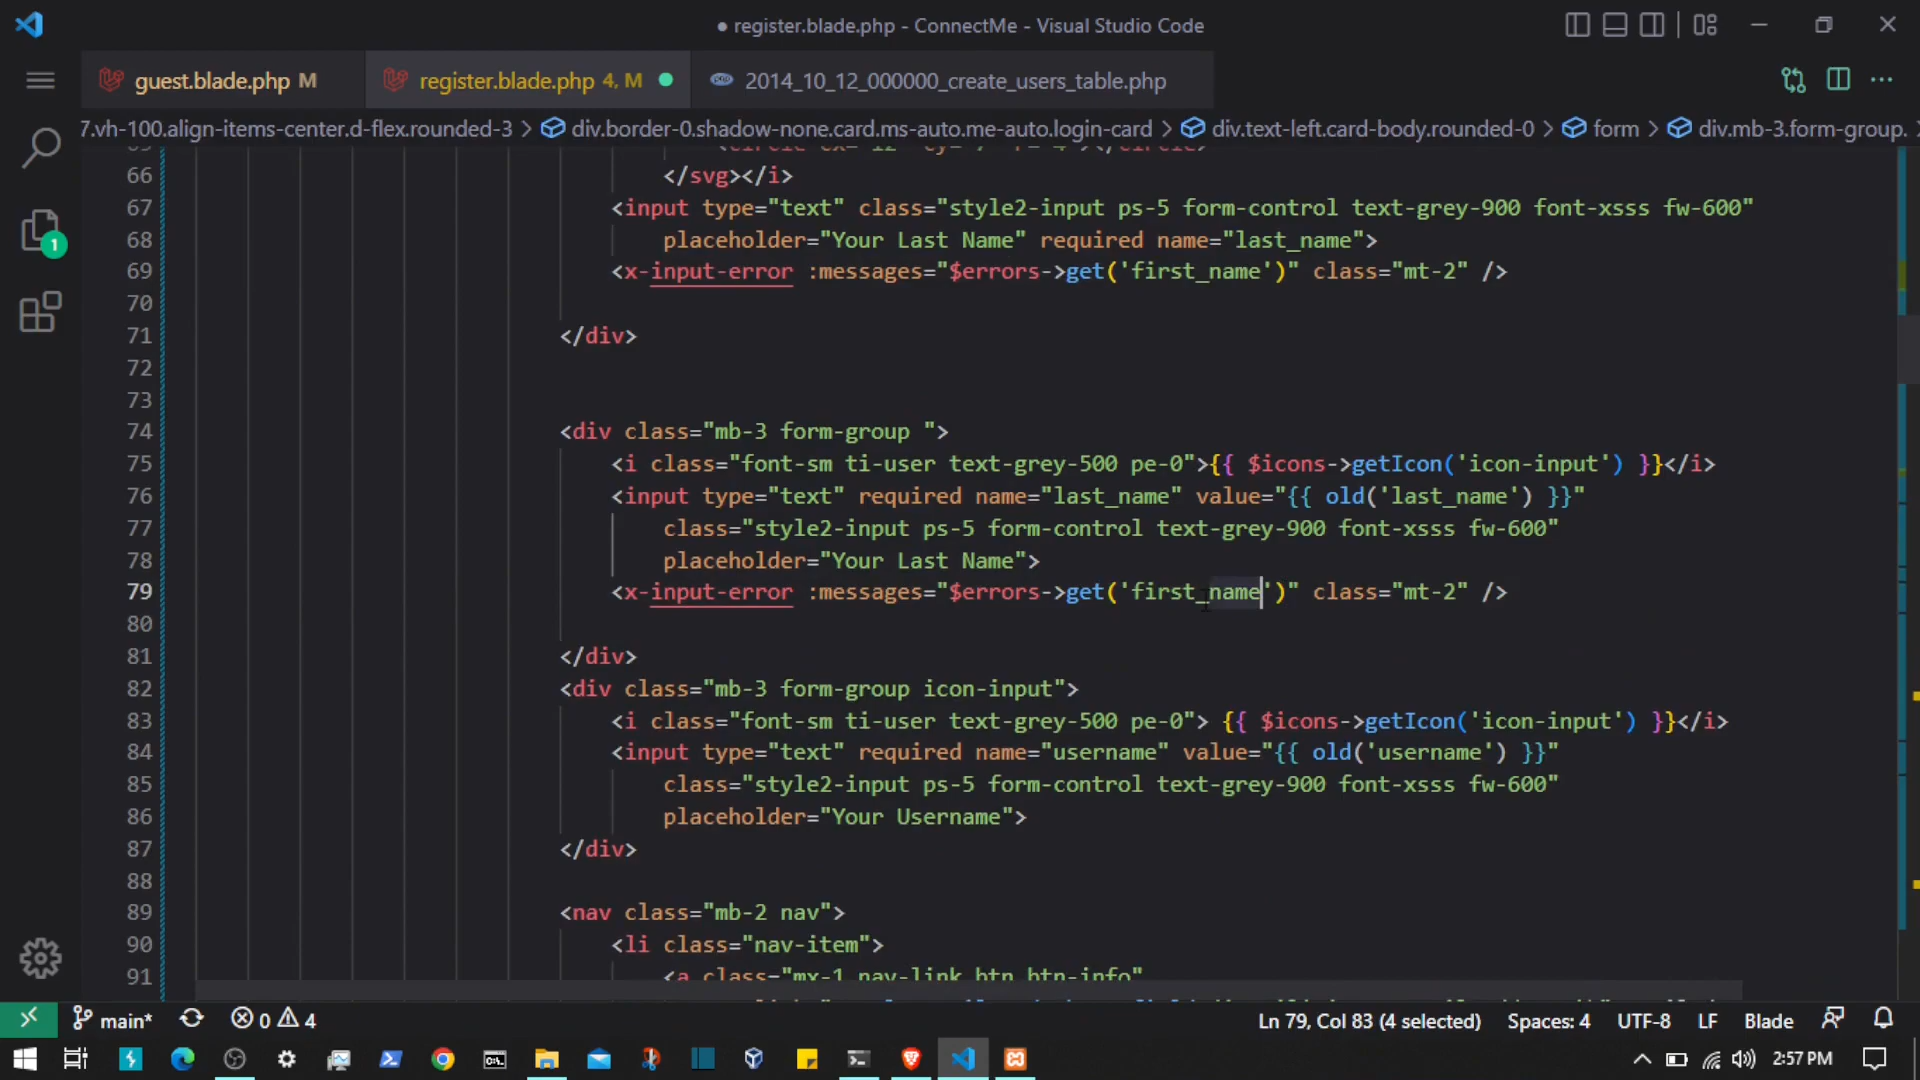 ● register.blade.php - ConnectMe - Visual Studio Code
guest.blade.php M
register.blade.php 4, M
2014_10_12_000000_create_users_table.php
7.vh-100.align-items-center.d-flex.rounded-3 > div.border-0.shadow-none.card.ms-auto.me-auto.login-card > div.text-left.card-body.rounded-0 > form > div.mb-3.form-group.
66 </svg></i>
67 <input type="text" class="style2-input ps-5 form-control text-grey-900 font-xsss fw-600"
68 placeholder="Your Last Name" required name="last_name">
69 <x-input-error :messages="$errors->get('first_name')" class="mt-2" />
70
71 </div>
72
73
74 <div class="mb-3 form-group ">
75 <i class="font-sm ti-user text-grey-500 pe-0">{{ $icons->getIcon('icon-input') }}</i>
76 <input type="text" required name="last_name" value="{{ old('last_name') }}"
77 class="style2-input ps-5 form-control text-grey-900 font-xsss fw-600"
78 placeholder="Your Last Name">
79 <x-input-error :messages="$errors->get('first_name')" class="mt-2" />
80
81 </div>
82 <div class="mb-3 form-group icon-input">
83 <i class="font-sm ti-user text-grey-500 pe-0"> {{ $icons->getIcon('icon-input') }}</i>
84 <input type="text" required name="username" value="{{ old('username') }}"
85 class="style2-input ps-5 form-control text-grey-900 font-xsss fw-600"
86 placeholder="Your Username">
87 </div>
88
89 <nav class="mb-2 nav">
90 <li class="nav-item">
91 <a class="mx-1 nav-link btn btn-info"
1
main* 0 4 Ln 79, Col 83 (4 selected) Spaces: 4 UTF-8 LF Blade
2:57 PM